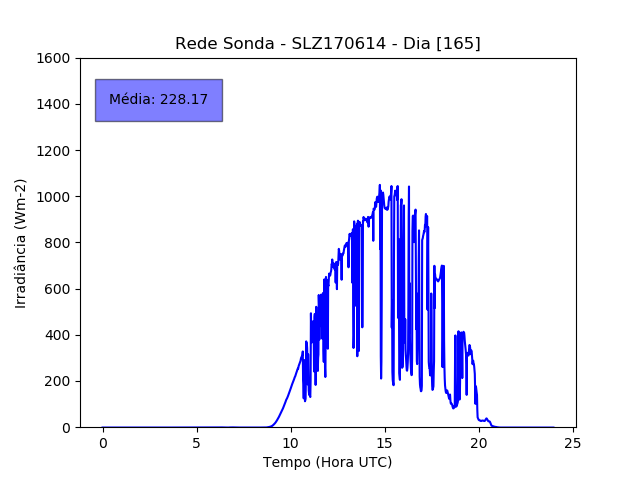 Rede Sonda - SLZ170614 - Dia [165]
1600
1400
1200
1000
800
600
400
200
0
Média: 228.17
Irradiância (Wm-2)
0 5 10 15 20 25
Tempo (Hora UTC)